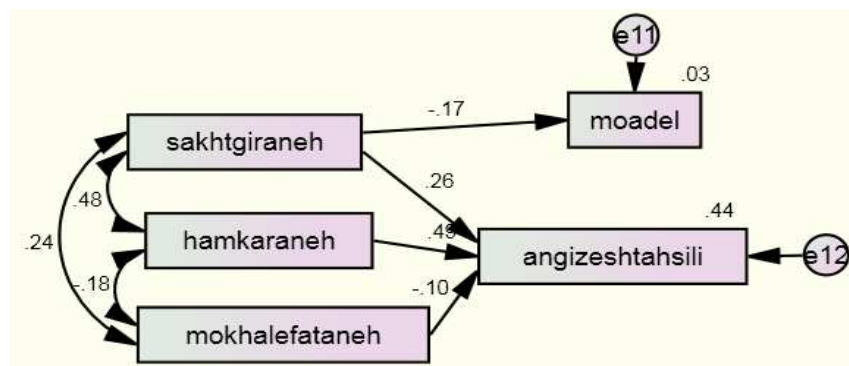 e11
.03
-.17
moadel
sakhtgiraneh
.26
.48
.44
.24
hamkaraneh
.49
angizeshtahsili
e12
-.18
-.10
mokhalefataneh